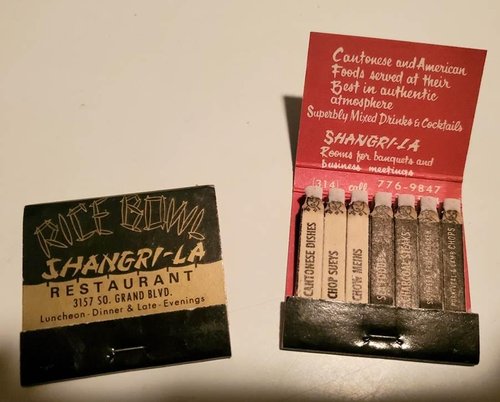 RICE BOWL
SHANGRI-LA
RESTAURANT
3157 SO. GRAND BLVD.
Luncheon - Dinner & Late - Evenings
Cantonese and American
Foods served at their
Best in authentic
atmosphere
Superbly Mixed Drinks & Cocktails
SHANGRI-LA
Rooms for banquets and
business meetings
(314) call 776-9847
CANTONESE DISHES
CHOP SUEYS
CHOW MEINS